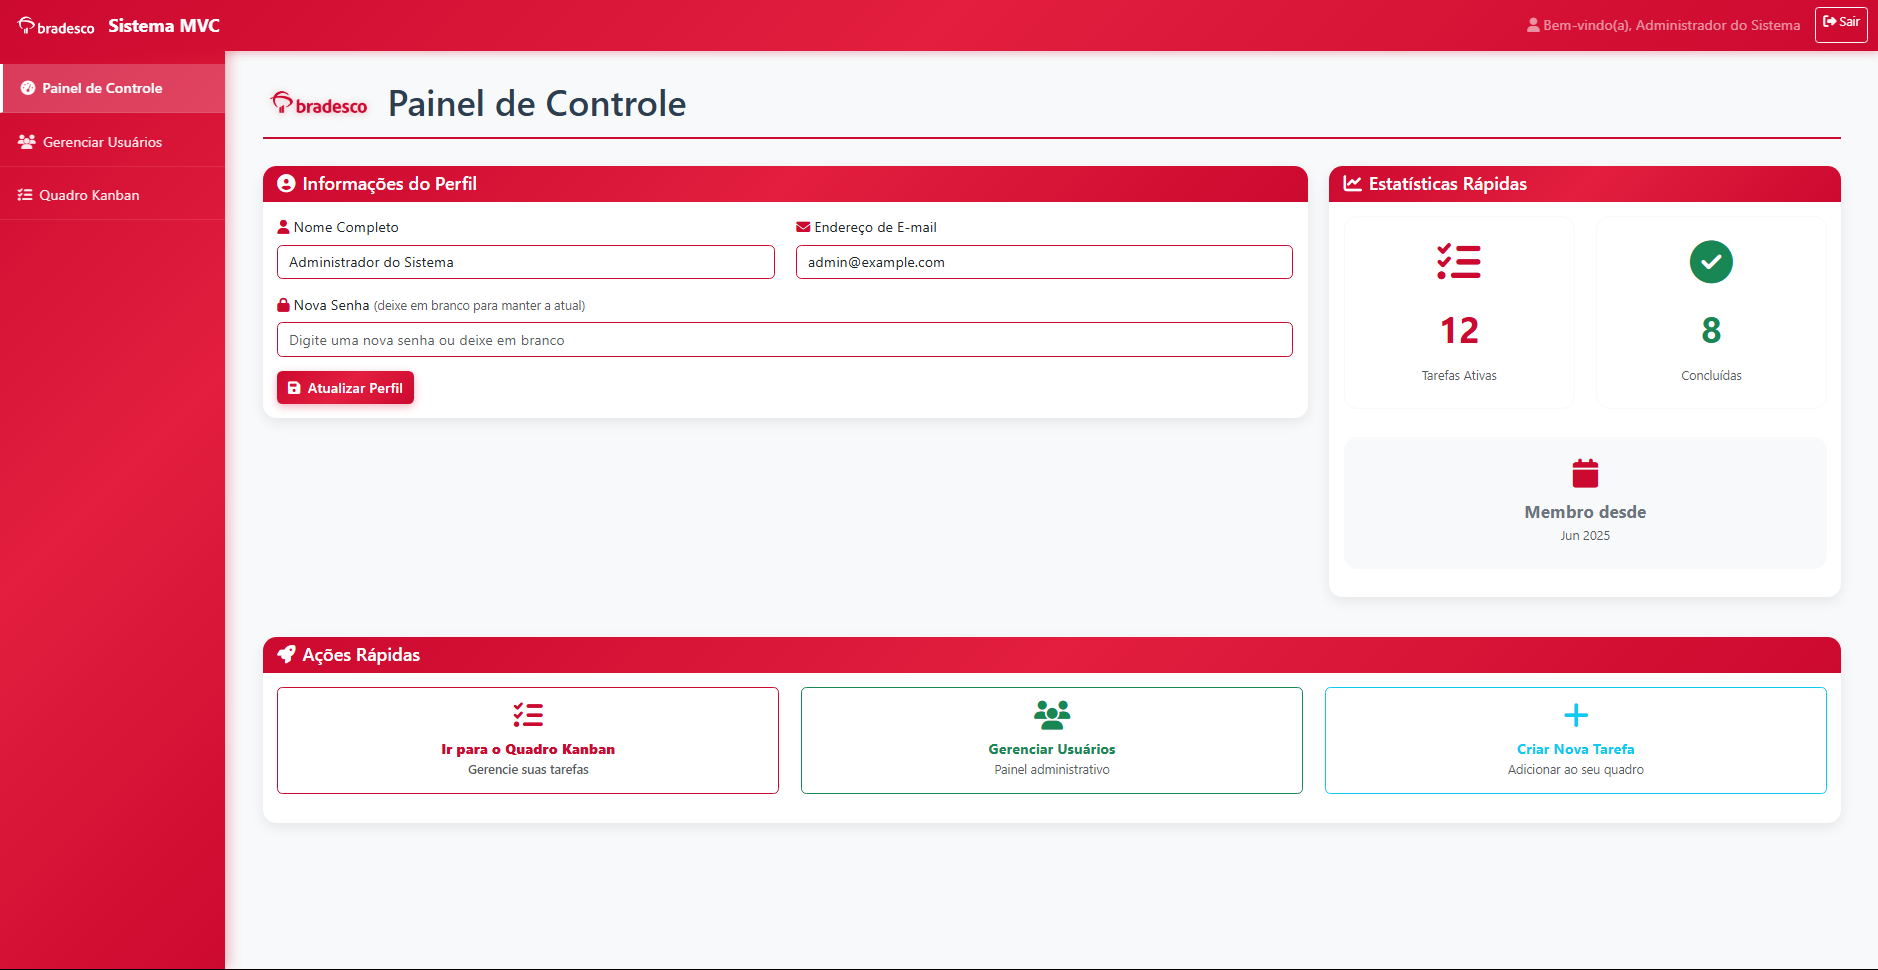 bradesco Sistema MVC
Bem-vindo(a), Administrador do Sistema
Sair
Painel de Controle
Gerenciar Usuários
Quadro Kanban
bradesco Painel de Controle
Informações do Perfil
Nome Completo
Administrador do Sistema
Endereço de E-mail
admin@example.com
Nova Senha (deixe em branco para manter a atual)
Digite uma nova senha ou deixe em branco
Atualizar Perfil
Estatísticas Rápidas
12
Tarefas Ativas
8
Concluídas
Membro desde
Jun 2025
Ações Rápidas
Ir para o Quadro Kanban
Gerencie suas tarefas
Gerenciar Usuários
Painel administrativo
Criar Nova Tarefa
Adicionar ao seu quadro